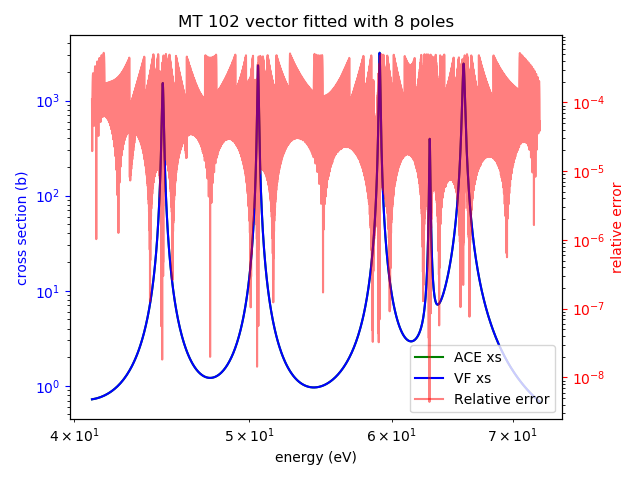 MT 102 vector fitted with 8 poles
cross section (b)
10³
10²
10¹
10⁰
10⁻⁴
10⁻⁵
10⁻⁶
10⁻⁷
10⁻⁸
relative error
ACE xs
VF xs
Relative error
4 × 10¹ 5 × 10¹ 6 × 10¹ 7 × 10¹
energy (eV)